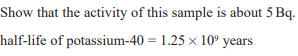 Show that the activity of this sample is about 5 Bq.
half-life of potassium-40 = 1.25 × 10⁹ years